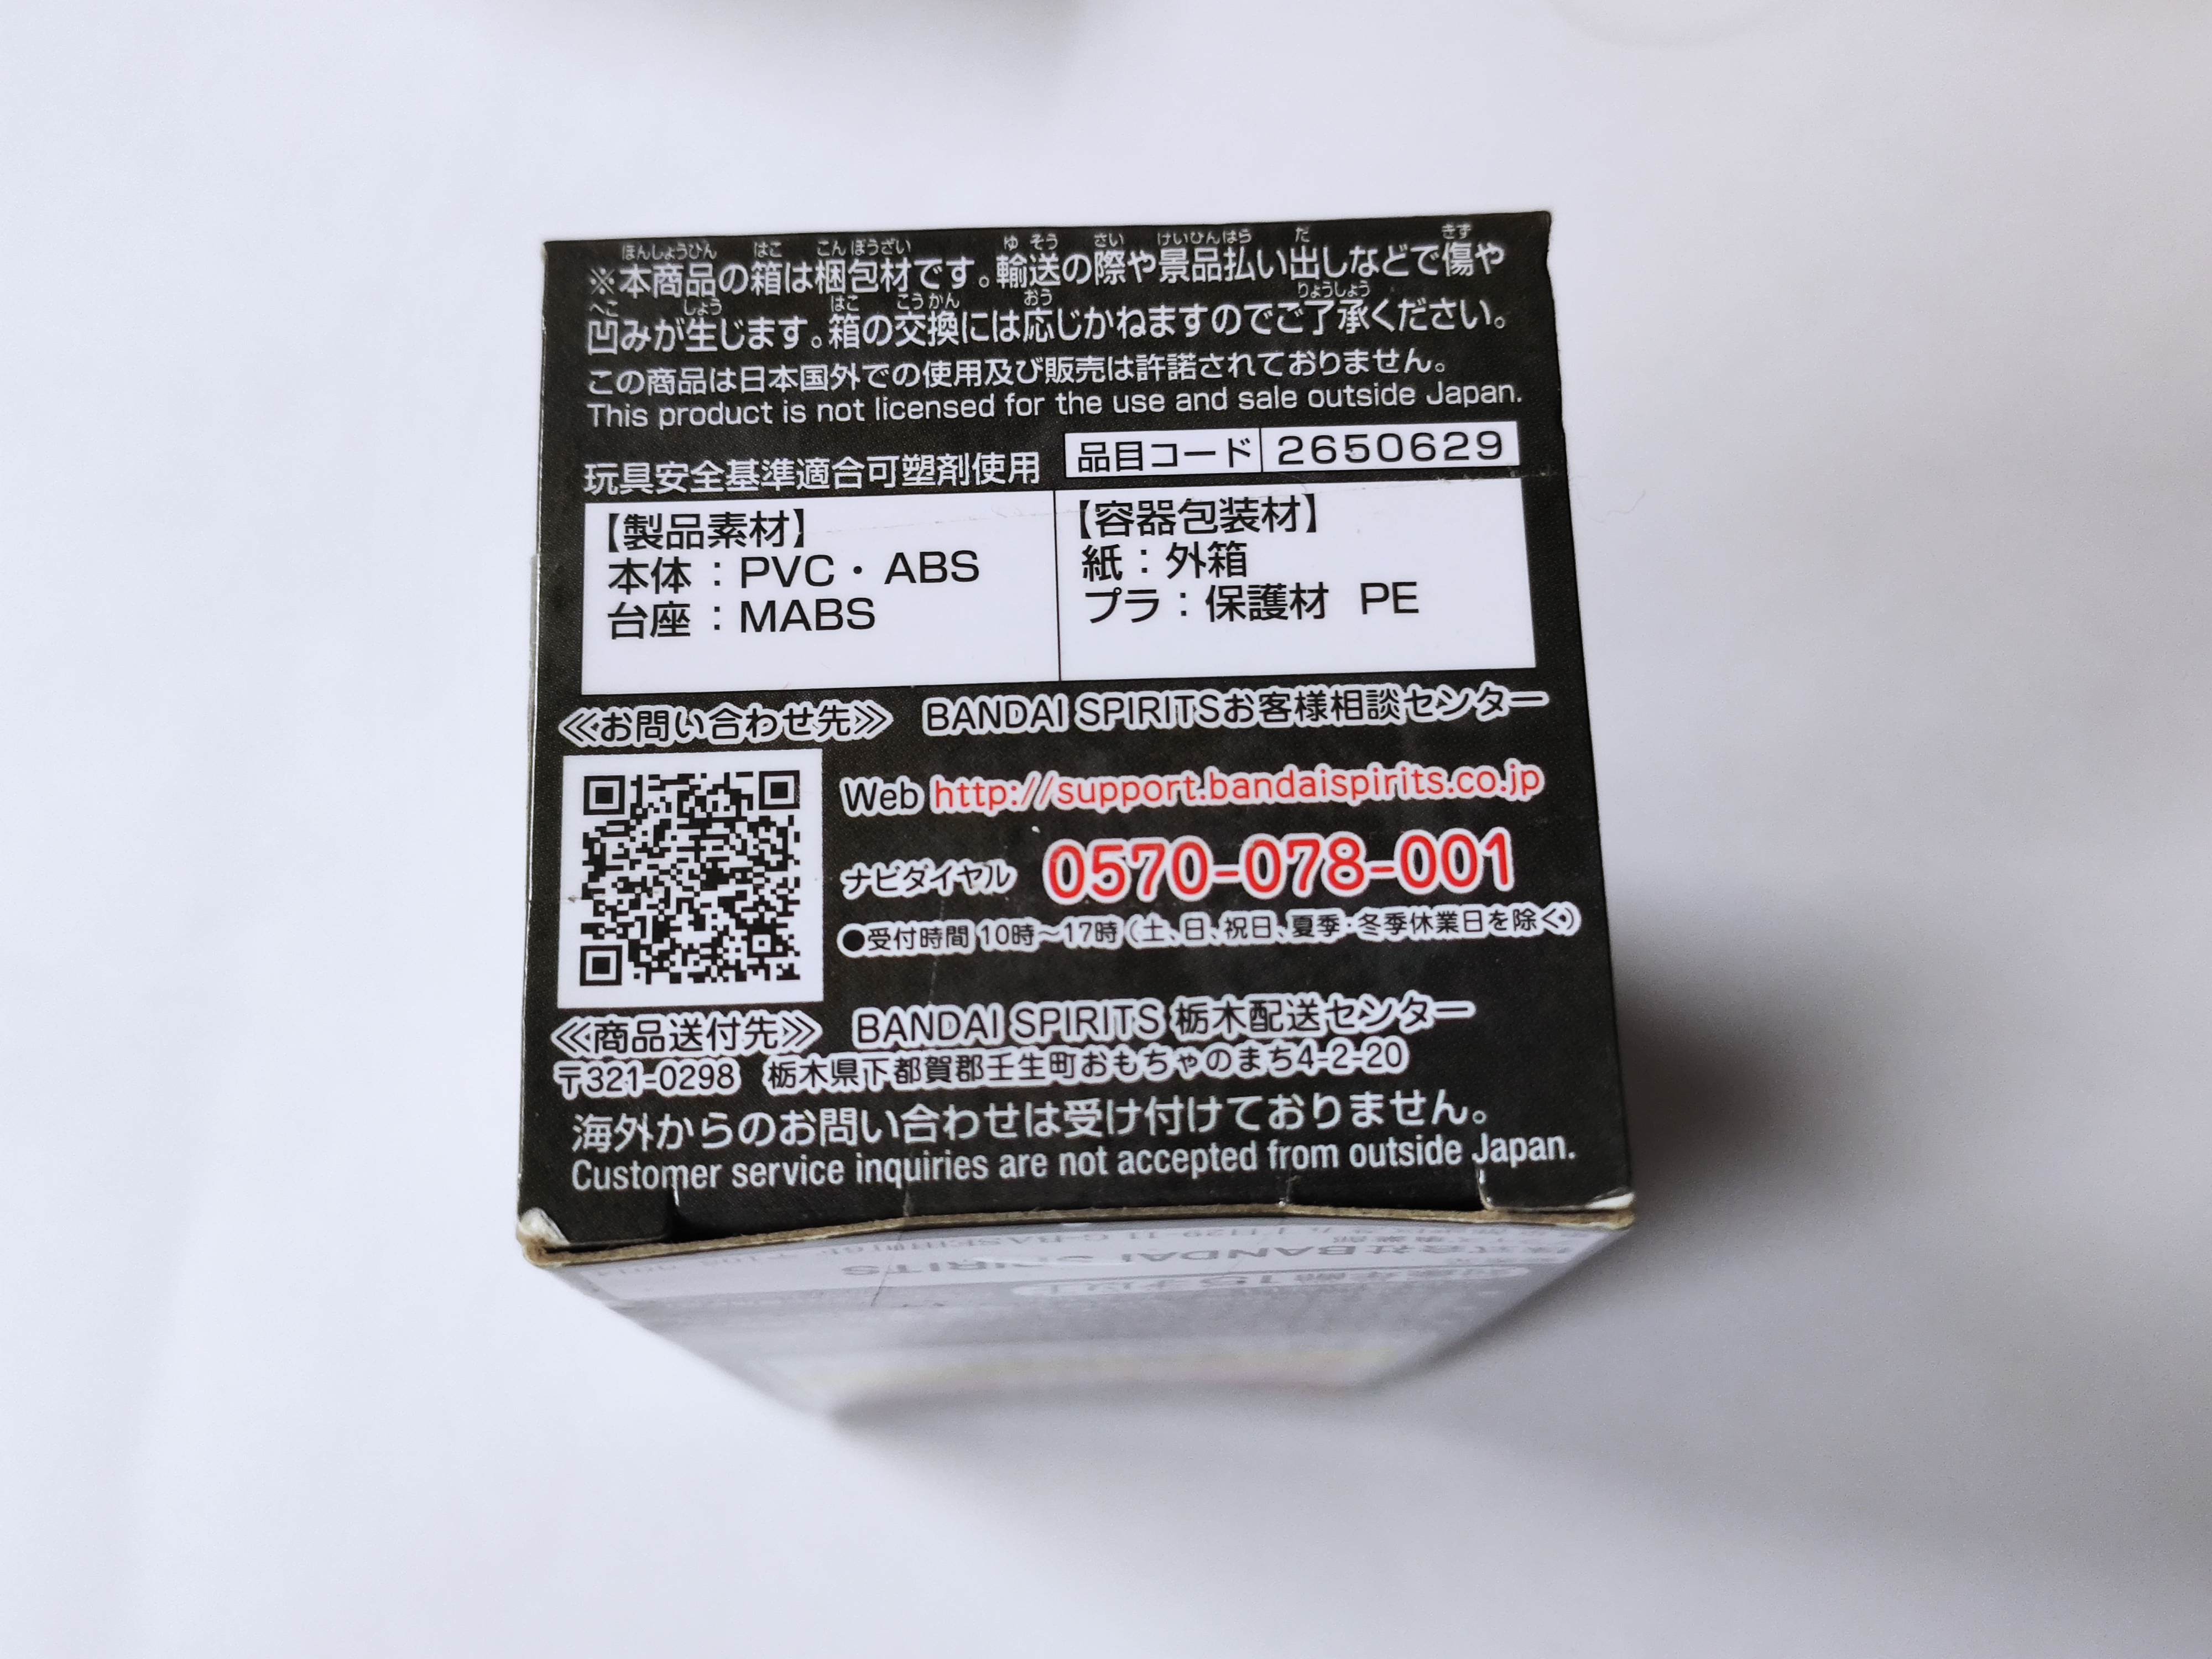 ※本商品の箱は梱包材です。輸送の際や景品払い出しなどで傷や
凹みが生じます。箱の交換には応じかねますのでご了承ください。
この商品は日本国外での使用及び販売は許諾されておりません。
This product is not licensed for the use and sale outside Japan.
玩具安全基準適合可塑剤使用
品目コード 2650629
【製品素材】
本体：PVC・ABS
台座：MABS
【容器包装材】
紙：外箱
プラ：保護材 PE
≪お問い合わせ先≫ BANDAI SPIRITSお客様相談センター
Web http://support.bandaispirits.co.jp
ナビダイヤル 0570-078-001
●受付時間 10時～17時（土、日、祝日、夏季・冬季休業日を除く）
≪商品送付先≫ BANDAI SPIRITS 栃木配送センター
〒321-0298 栃木県下都賀郡壬生町おもちゃのまち4-2-20
海外からのお問い合わせは受け付けておりません。
Customer service inquiries are not accepted from outside Japan.
株式会社BANDAI SPIRITS